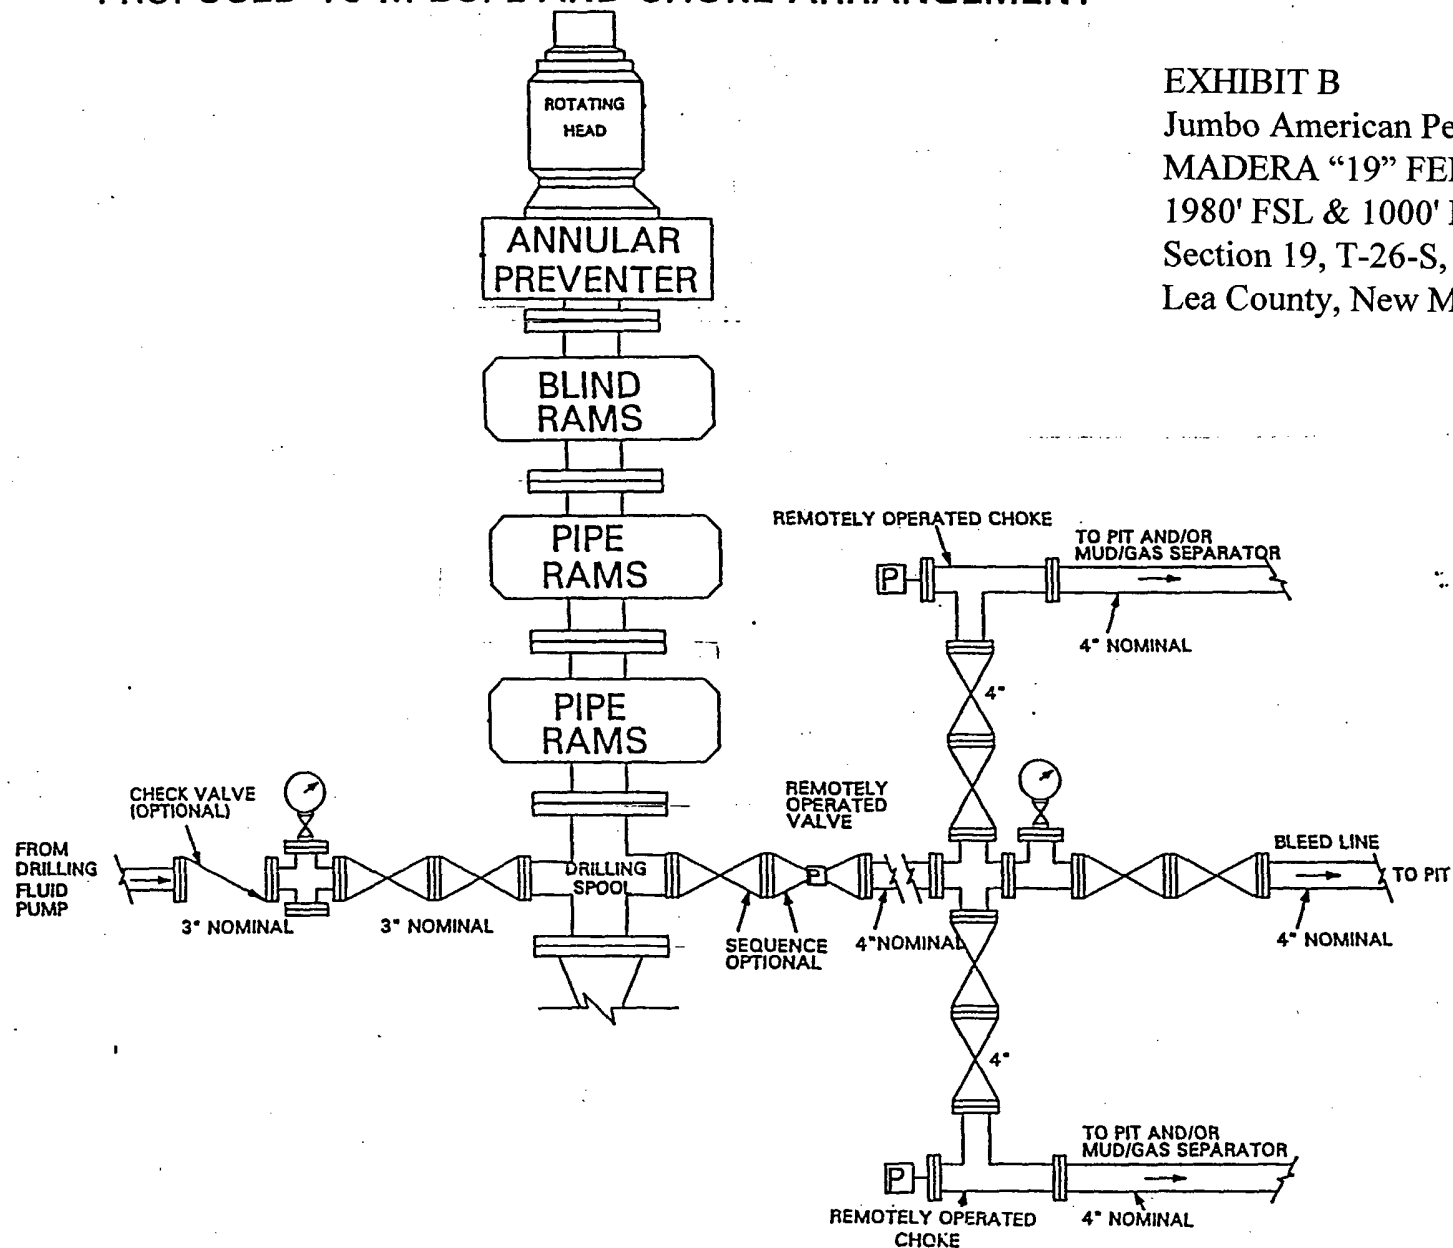 AND CHOKE ARRANGEMENT
EXHIBIT B
Jumbo American
MADERA “19”
1980' FSL & 1000'
Section 19, T-26-S,
Lea County, New
ROTATING
HEAD
ANNULAR
PREVENTER
BLIND
RAMS
PIPE
RAMS
PIPE
RAMS
REMOTELY OPERATED CHOKE
TO PIT AND/OR
MUD/GAS SEPARATOR
P
4" NOMINAL
4"
CHECK VALVE
(OPTIONAL)
REMOTELY
OPERATED
VALVE
FROM
DRILLING
FLUID
PUMP
3" NOMINAL
3" NOMINAL
DRILLING
SPOOL
P
SEQUENCE
OPTIONAL
4" NOMINAL
BLEED LINE
TO PIT
4" NOMINAL
4"
TO PIT AND/OR
MUD/GAS SEPARATOR
P
REMOTELY OPERATED
CHOKE
4" NOMINAL